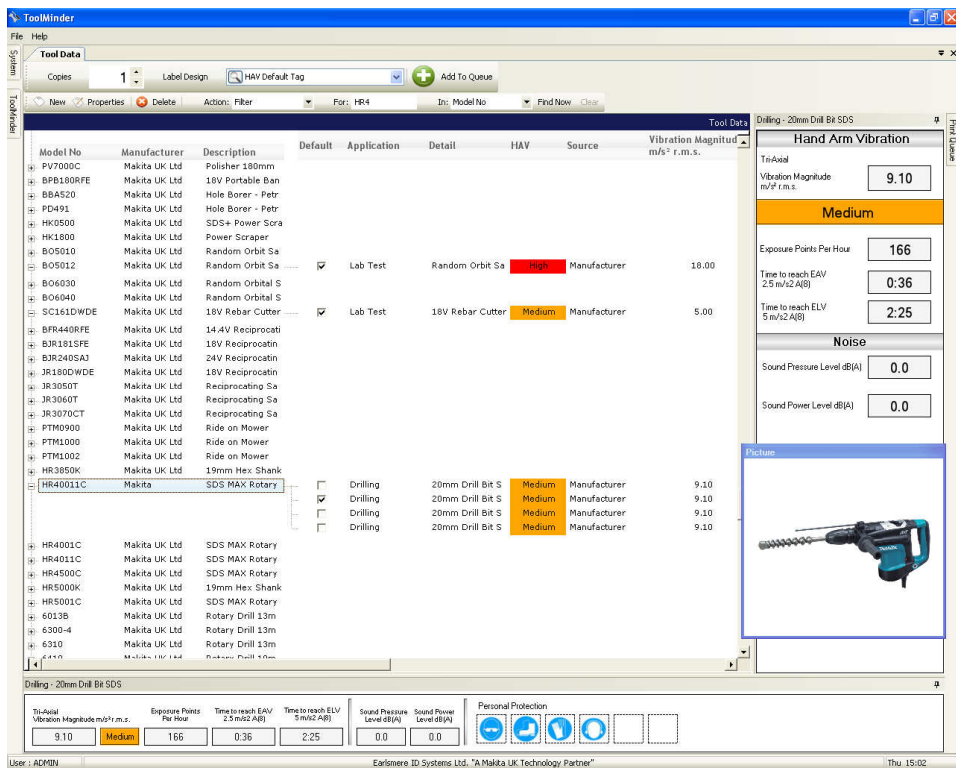 ToolMinder
File Help
System
ToolMinder
Tool Data
Copies 1 Label Design HAV Default Tag Add To Queue
New Properties Delete Action: Filter For: HR4 In: Model No Find Now Clear
Tool Data
Model No Manufacturer Description Default Application Detail HAV Source Vibration Magnitud
m/s² r.m.s.
PV7000C Makita UK Ltd Polisher 180mm
BPB180RFE Makita UK Ltd 18V Portable Ban
BBA520 Makita UK Ltd Hole Borer - Petr
PD491 Makita UK Ltd Hole Borer - Petr
HK0500 Makita UK Ltd SDS+ Power Scra
HK1800 Makita UK Ltd Power Scraper
BO5010 Makita UK Ltd Random Orbit Sa
BO5012 Makita UK Ltd Random Orbit Sa Lab Test Random Orbit Sa High Manufacturer 18.00
BO6030 Makita UK Ltd Random Orbital S
BO6040 Makita UK Ltd Random Orbital S
SC161DWDE Makita UK Ltd 18V Rebar Cutter Lab Test 18V Rebar Cutter Medium Manufacturer 5.00
BFR440RFE Makita UK Ltd 14.4V Reciprocati
BJR181SFE Makita UK Ltd 18V Reciprocatin
BJR240SAJ Makita UK Ltd 24V Reciprocatin
JR180DWDE Makita UK Ltd 18V Reciprocatin
JR3050T Makita UK Ltd Reciprocating Sa
JR3060T Makita UK Ltd Reciprocating Sa
JR3070CT Makita UK Ltd Reciprocating Sa
PTM0900 Makita UK Ltd Ride on Mower
PTM1000 Makita UK Ltd Ride on Mower
PTM1002 Makita UK Ltd Ride on Mower
HR3850K Makita UK Ltd 19mm Hex Shank
HR40011C Makita SDS MAX Rotary Drilling 20mm Drill Bit S Medium Manufacturer 9.10
Drilling 20mm Drill Bit S Medium Manufacturer 9.10
Drilling 20mm Drill Bit S Medium Manufacturer 9.10
Drilling 20mm Drill Bit S Medium Manufacturer 9.10
HR4001C Makita UK Ltd SDS MAX Rotary
HR4011C Makita UK Ltd SDS MAX Rotary
HR4500C Makita UK Ltd SDS MAX Rotary
HR5000K Makita UK Ltd 19mm Hex Shank
HR5001C Makita UK Ltd SDS MAX Rotary
6013B Makita UK Ltd Rotary Drill 13m
6300-4 Makita UK Ltd Rotary Drill 13m
6310 Makita UK Ltd Rotary Drill 13m
Makita UK Ltd Rotary Drill
Drilling - 20mm Drill Bit SDS
Hand Arm Vibration
Tri-Axial
Vibration Magnitude
m/s² r.m.s.
9.10
Medium
Exposure Points Per Hour 166
Time to reach EAV
2.5 m/s2 A(8)
0:36
Time to reach ELV
5 m/s2 A(8)
2:25
Noise
Sound Pressure Level dB(A) 0.0
Sound Power Level dB(A) 0.0
Print Queue
Picture
Makita
Drilling - 20mm Drill Bit SDS
Tri-Axial
Vibration Magnitude m/s² r.m.s.
Exposure Points
Per Hour
Time to reach EAV
2.5 m/s2 A(8)
Time to reach ELV
5 m/s2 A(8)
Sound Pressure
Level dB(A)
Sound Power
Level dB(A)
Personal Protection
9.10 Medium 166 0:36 2:25 0.0 0.0
User : ADMIN Earlsmere ID Systems Ltd. "A Makita UK Technology Partner" Thu 15:02